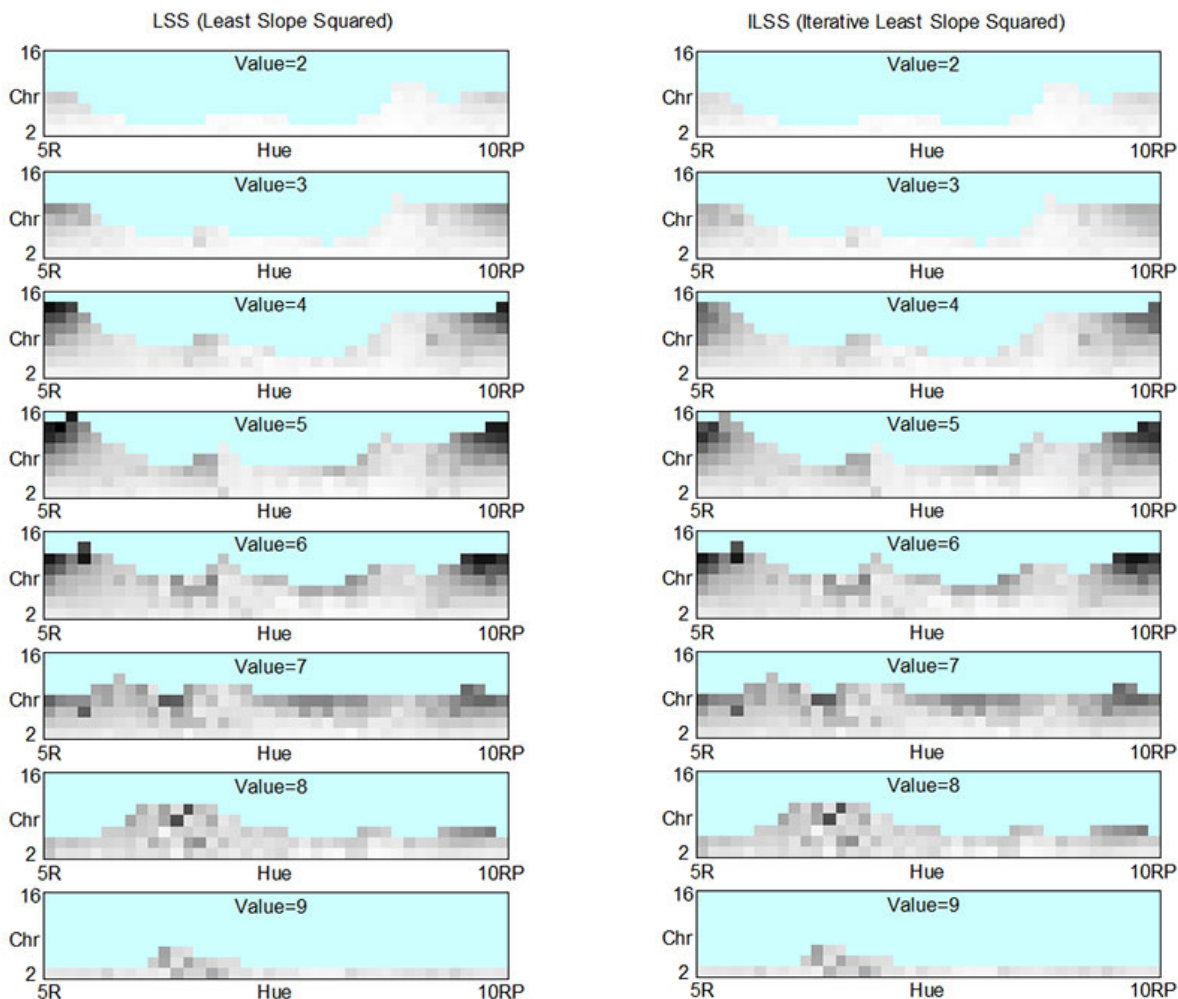 LSS (Least Slope Squared)
16
Value=2
Chr
2
5R Hue 10RP
16
Value=3
Chr
2
5R Hue 10RP
16
Value=4
Chr
2
5R Hue 10RP
16
Value=5
Chr
2
5R Hue 10RP
16
Value=6
Chr
2
5R Hue 10RP
16
Value=7
Chr
2
5R Hue 10RP
16
Value=8
Chr
2
5R Hue 10RP
16
Value=9
Chr
2
5R Hue 10RP
ILSS (Iterative Least Slope Squared)
16
Value=2
Chr
2
5R Hue 10RP
16
Value=3
Chr
2
5R Hue 10RP
16
Value=4
Chr
2
5R Hue 10RP
16
Value=5
Chr
2
5R Hue 10RP
16
Value=6
Chr
2
5R Hue 10RP
16
Value=7
Chr
2
5R Hue 10RP
16
Value=8
Chr
2
5R Hue 10RP
16
Value=9
Chr
2
5R Hue 10RP